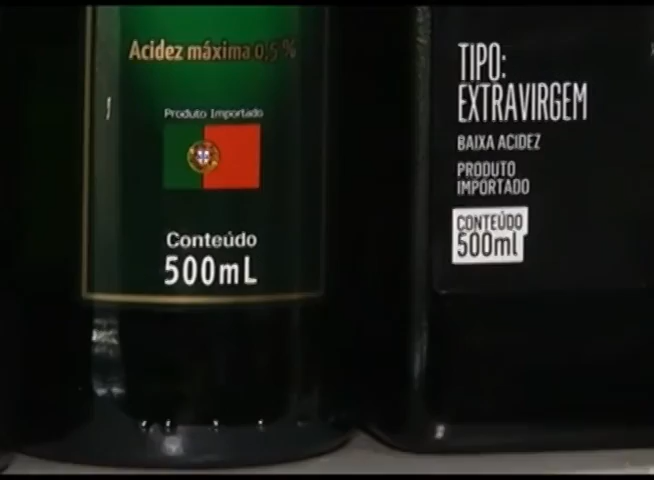 Acidez máxima 0,5%
Produto Importado
Conteúdo
500mL
TIPO:
EXTRAVIRGEM
BAIXA ACIDEZ
PRODUTO
IMPORTADO
CONTEÚDO
500ml